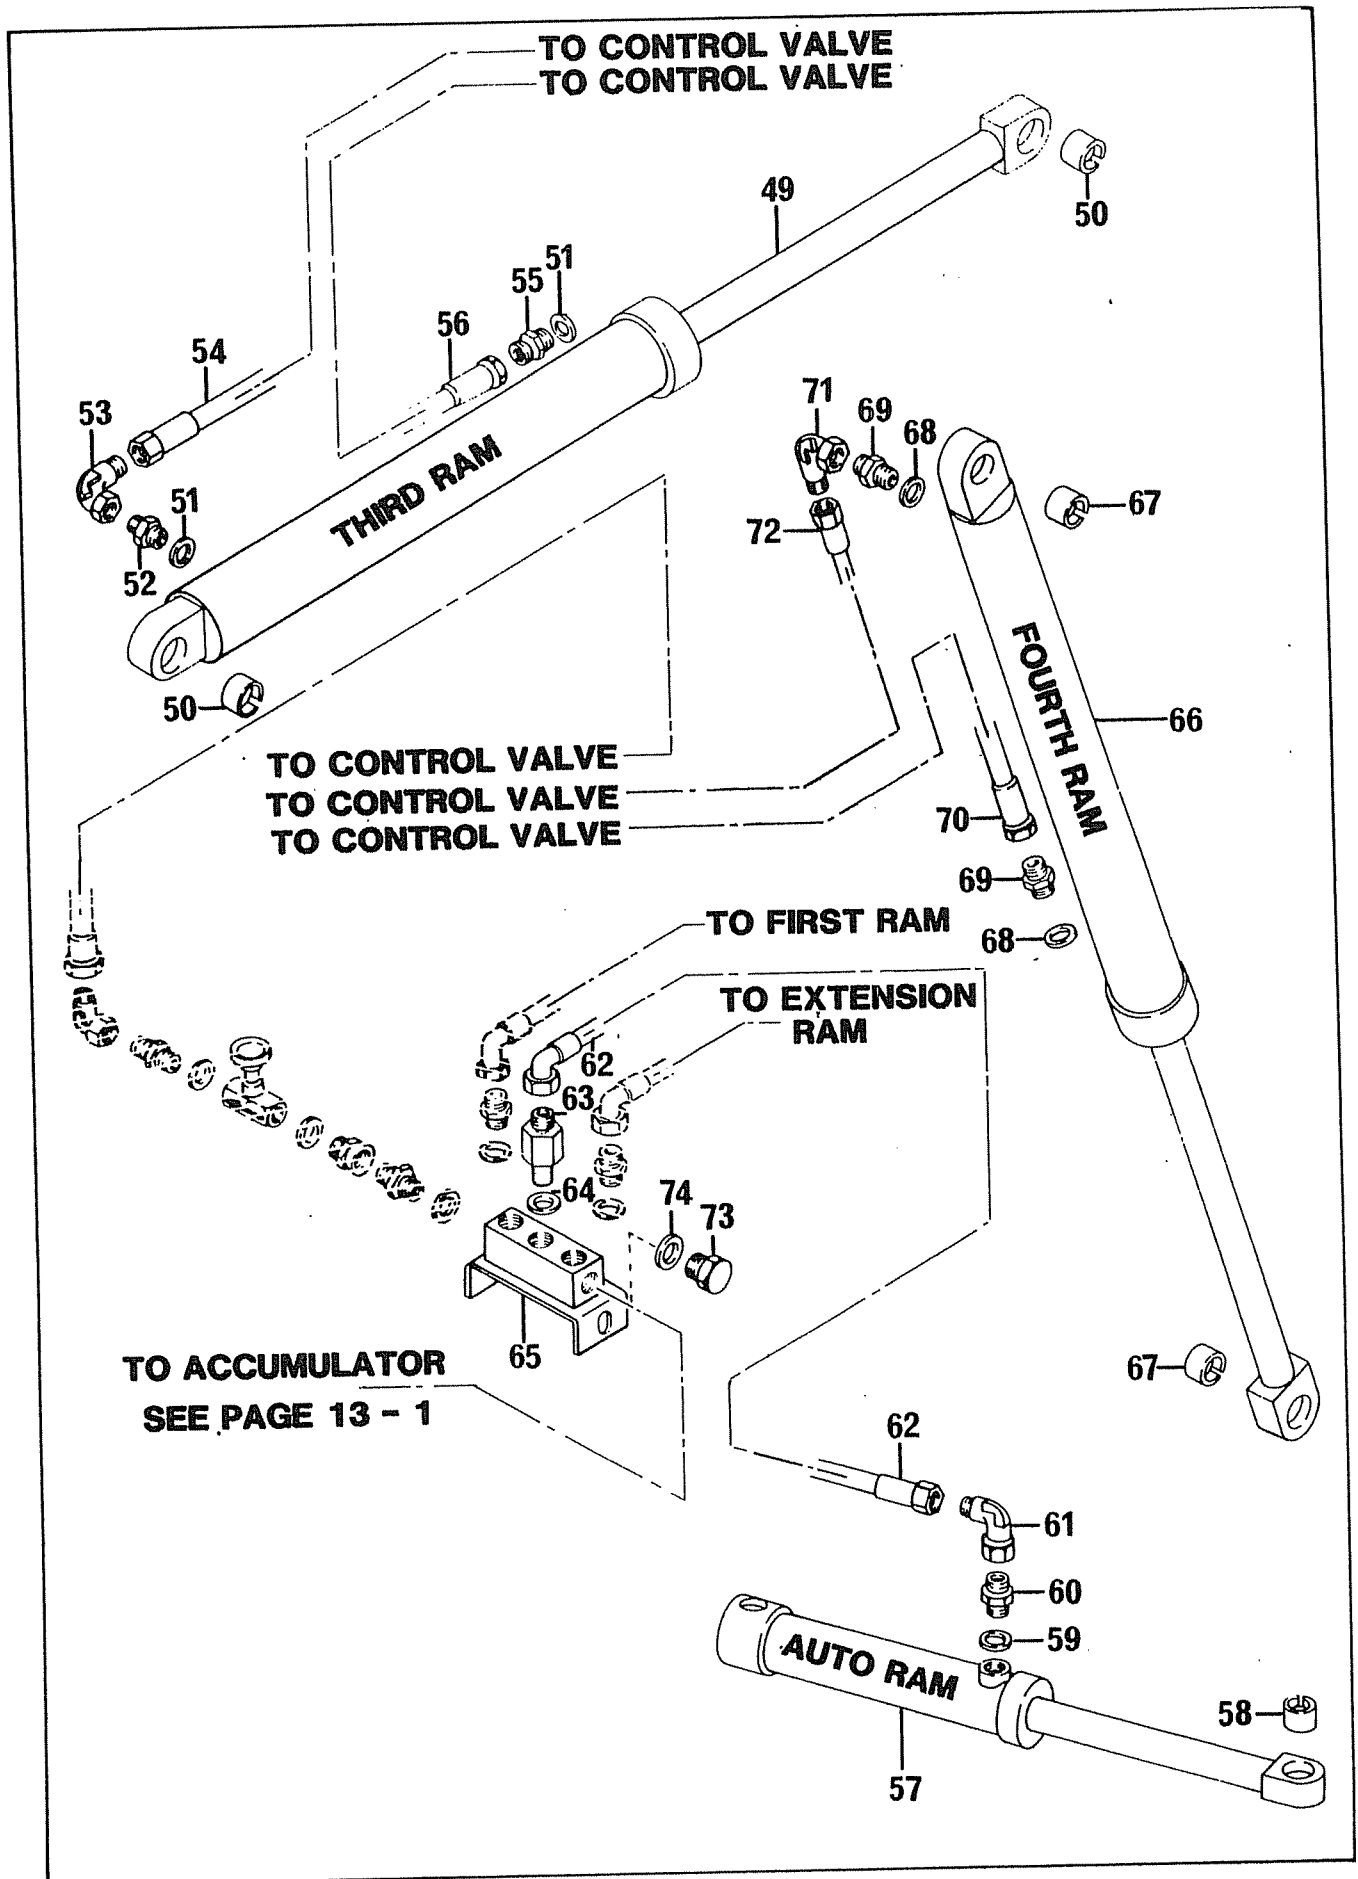 TO CONTROL VALVE
TO CONTROL VALVE
49
50
51
55
56
54
53
51
52
THIRD RAM
50
71
69
68
67
72
FOURTH RAM
66
TO CONTROL VALVE
TO CONTROL VALVE
TO CONTROL VALVE
70
69
68
TO FIRST RAM
TO EXTENSION
RAM
62
63
64
74
73
65
TO ACCUMULATOR
SEE PAGE 13 - 1
67
62
61
60
59
AUTO RAM
58
57